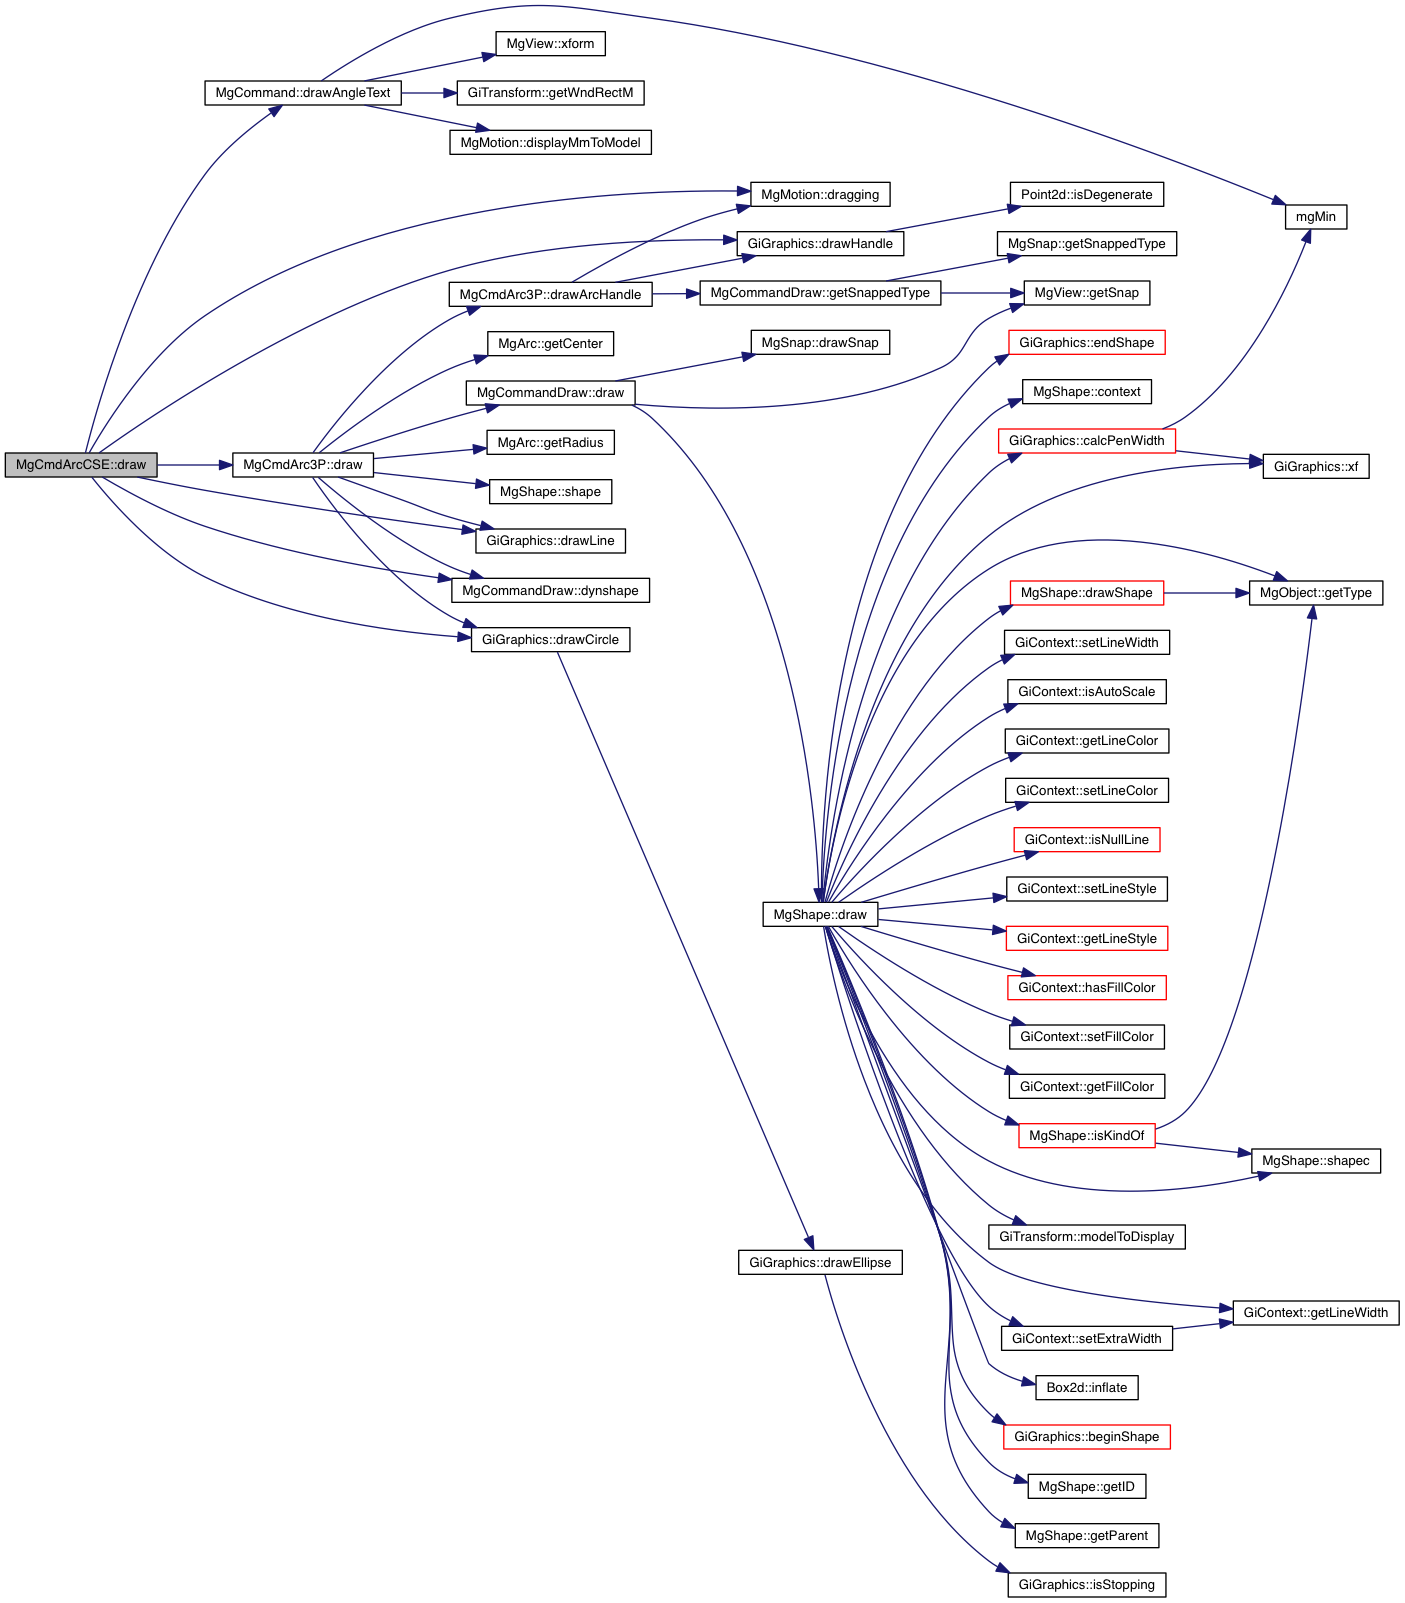 MgView::xform
MgCommand::drawAngleText
GiTransform::getWndRectM
MgMotion::displayMmToModel
MgMotion::dragging
Point2d::isDegenerate
mgMin
GiGraphics::drawHandle
MgSnap::getSnappedType
MgCmdArc3P::drawArcHandle
MgCommandDraw::getSnappedType
MgView::getSnap
MgArc::getCenter
MgSnap::drawSnap
GiGraphics::endShape
MgCommandDraw::draw
MgShape::context
MgArc::getRadius
GiGraphics::calcPenWidth
MgCmdArcCSE::draw
MgCmdArc3P::draw
GiGraphics::xf
MgShape::shape
GiGraphics::drawLine
MgCommandDraw::dynshape
MgShape::drawShape
MgObject::getType
GiGraphics::drawCircle
GiContext::setLineWidth
GiContext::isAutoScale
GiContext::getLineColor
GiContext::setLineColor
GiContext::isNullLine
GiContext::setLineStyle
MgShape::draw
GiContext::getLineStyle
GiContext::hasFillColor
GiContext::setFillColor
GiContext::getFillColor
MgShape::isKindOf
MgShape::shapec
GiTransform::modelToDisplay
GiGraphics::drawEllipse
GiContext::getLineWidth
GiContext::setExtraWidth
Box2d::inflate
GiGraphics::beginShape
MgShape::getID
MgShape::getParent
GiGraphics::isStopping